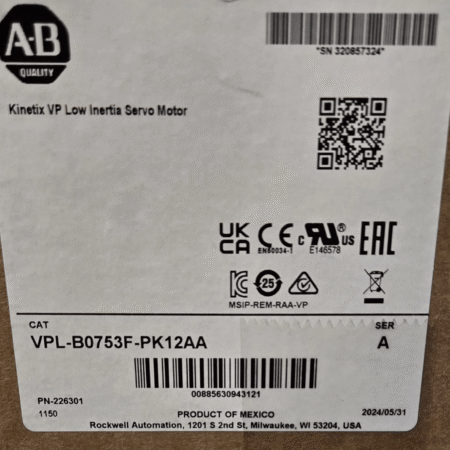 A-B
QUALITY
"SN 320857324"
Kinetix VP Low Inertia Servo Motor
UK
CA
CE
EN60034-1
c RU® US
E146578
EAC
25
MSIP-REM-RAA-VP
CAT
SER
VPL-B0753F-PK12AA
A
00885630943121
PN-226301
1150
PRODUCT OF MEXICO
2024/05/31
Rockwell Automation, 1201 S 2nd St, Milwaukee, WI 53204, USA